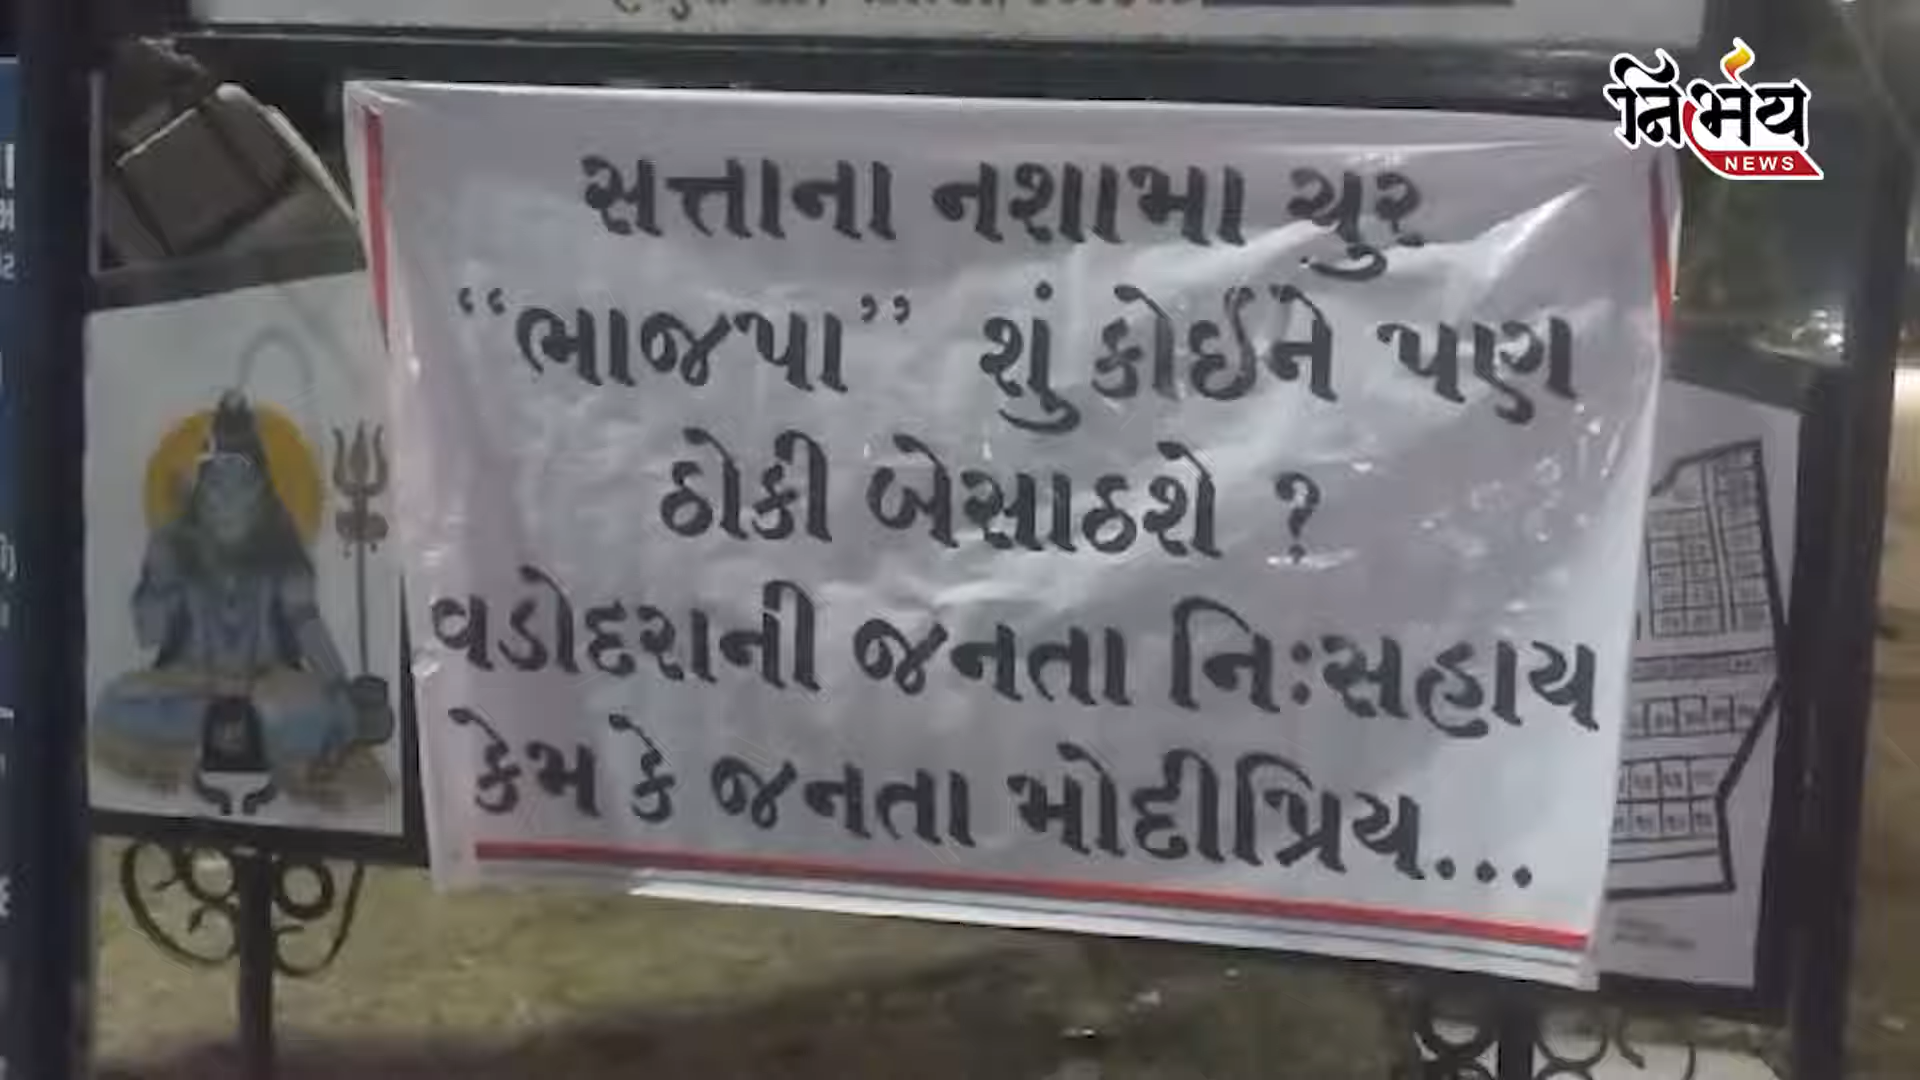 સત્તાના નશામા ચુર
“ભાજપા” શું કોઈને પણ
ઠોકી બેસાઠશે ?
વડોદરાની જનતા નિઃસહાય
કેમ કે જનતા મોદીપ્રિય...
નિર્ભય
NEWS